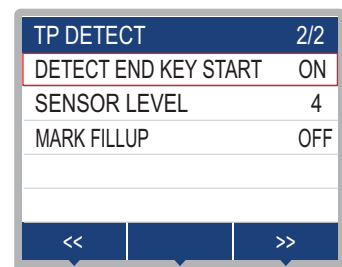 TP DETECT 2/2
DETECT END KEY START ON
SENSOR LEVEL 4
MARK FILLUP OFF
<< >>